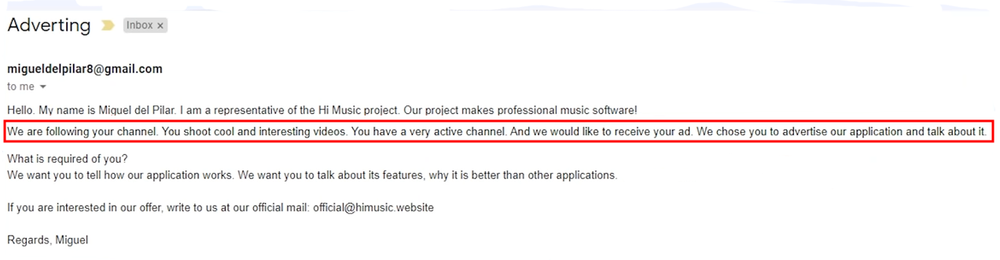 Adverting
Inbox x
migueldelpilar8@gmail.com
to me
Hello. My name is Miguel del Pilar. I am a representative of the Hi Music project. Our project makes professional music software!
We are following your channel. You shoot cool and interesting videos. You have a very active channel. And we would like to receive your ad. We chose you to advertise our application and talk about it.
What is required of you?
We want you to tell how our application works. We want you to talk about its features, why it is better than other applications.
If you are interested in our offer, write to us at our official mail: official@himusic.website
Regards, Miguel